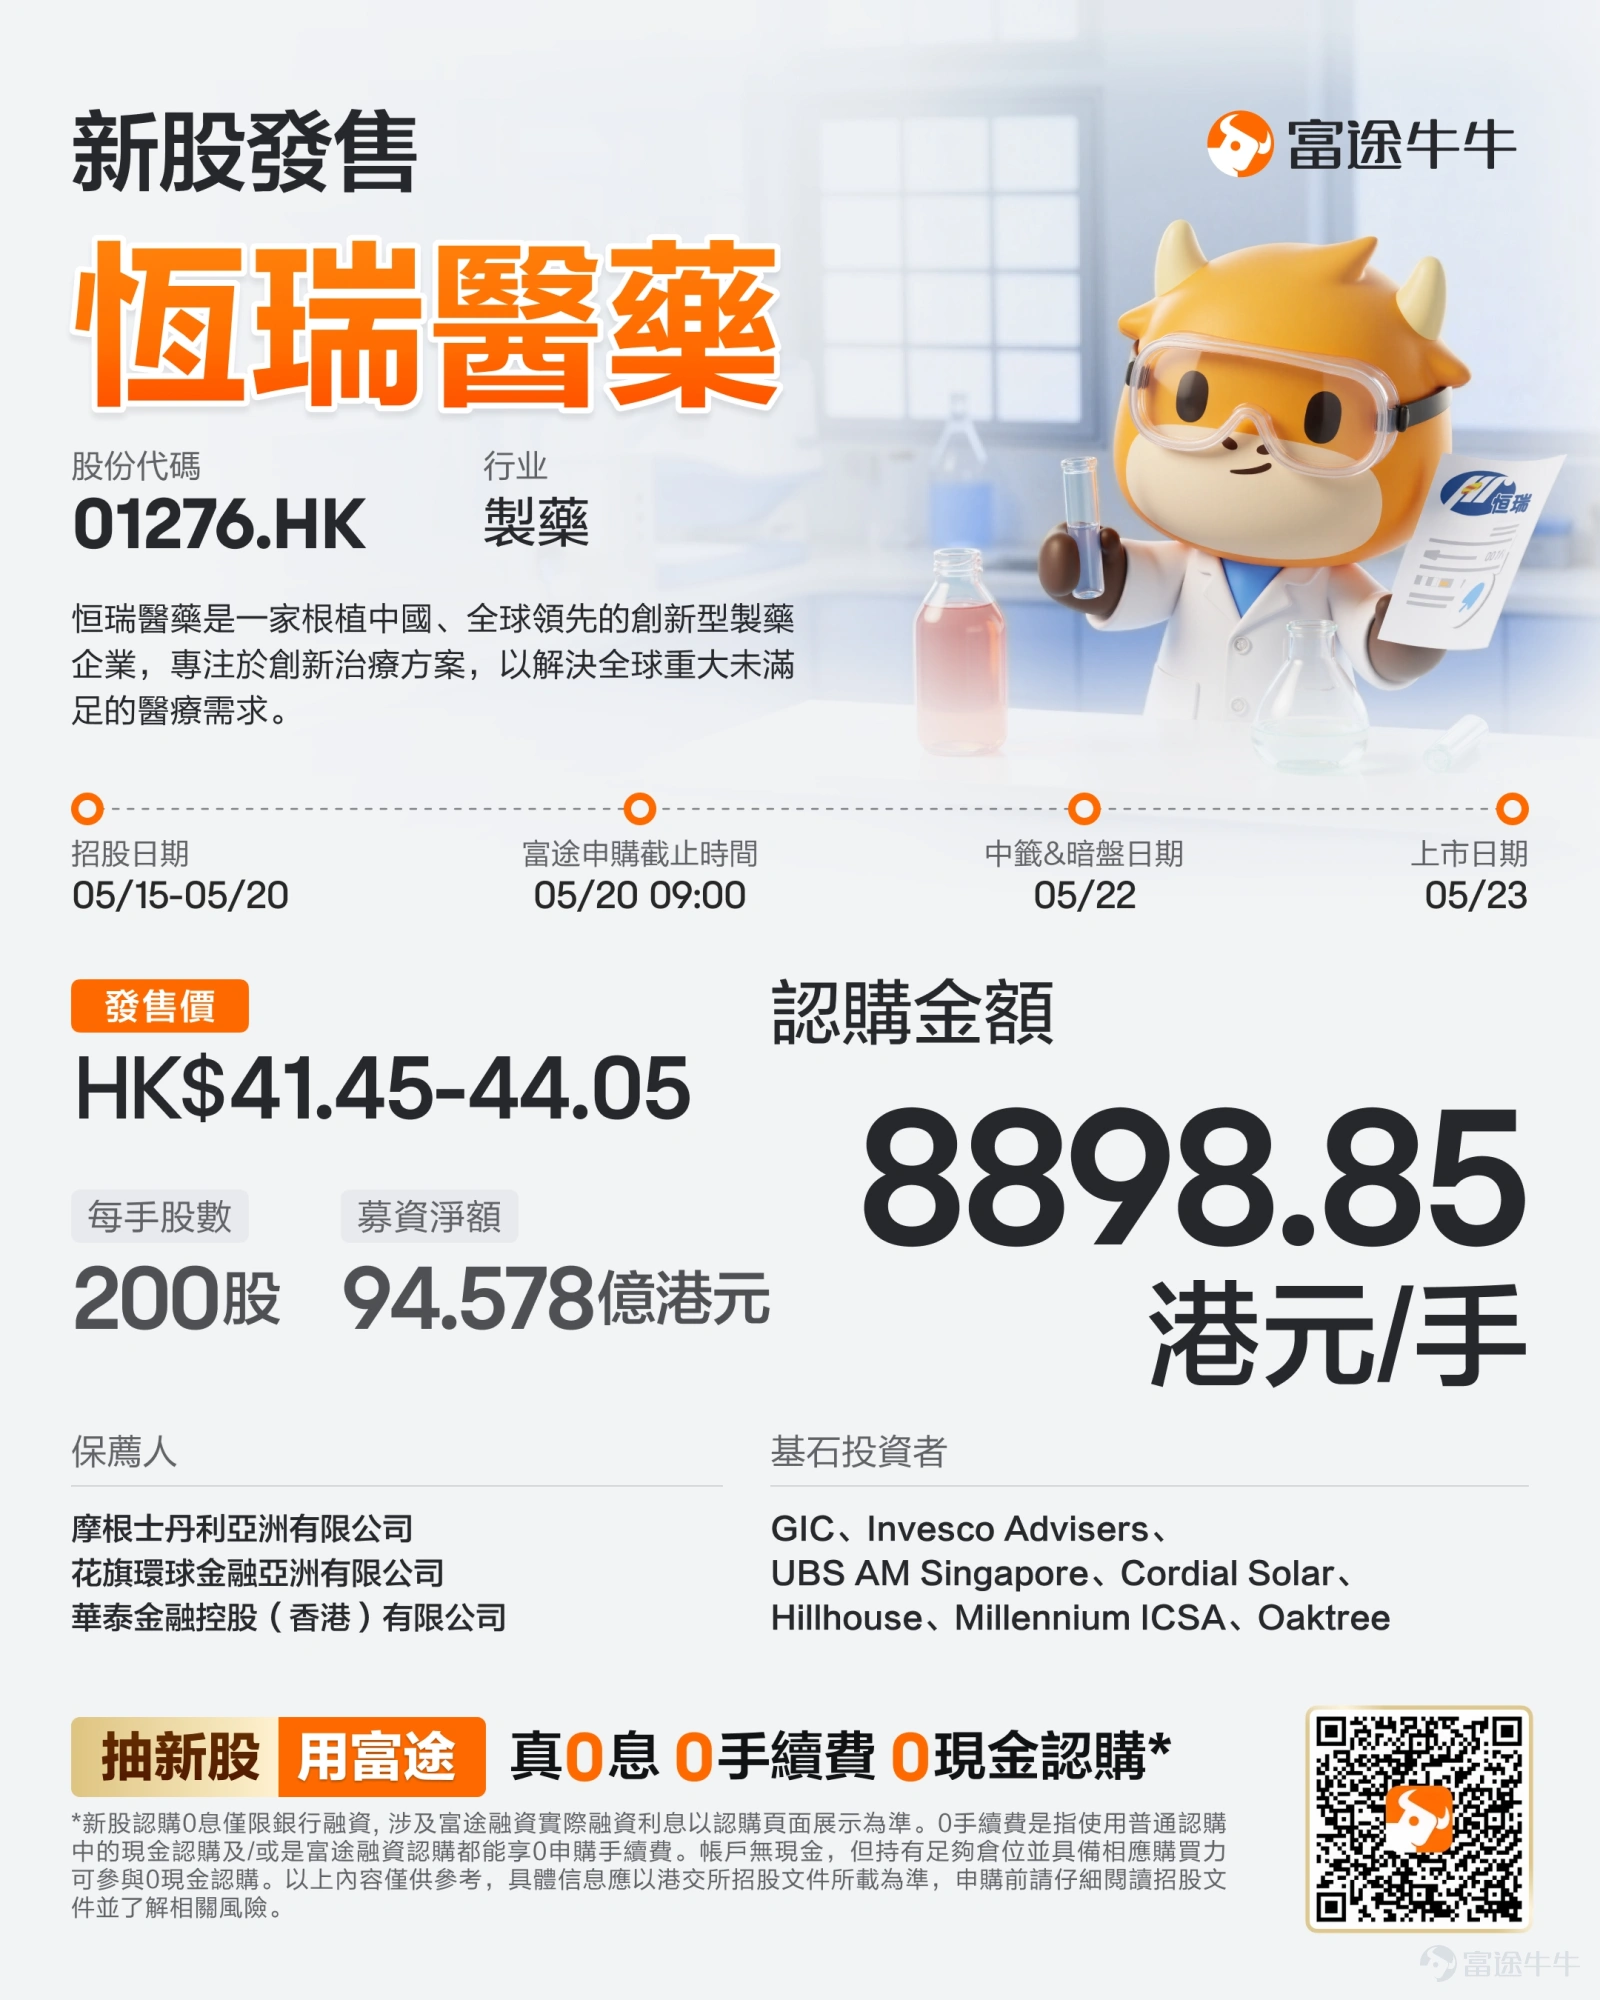 新股發售
富途牛牛
恆瑞醫藥
股份代碼
01276.HK
行业
製藥
恒瑞
恒瑞醫藥是一家根植中國、全球領先的創新型製藥
企業，專注於創新治療方案，以解決全球重大未滿
足的醫療需求。
招股日期
05/15-05/20
富途申購截止時間
05/20 09:00
中籤&暗盤日期
05/22
上市日期
05/23
發售價
HK$41.45-44.05
認購金額
8898.85
港元/手
每手股數
200股
募資淨額
94.578億港元
保薦人
摩根士丹利亞洲有限公司
花旗環球金融亞洲有限公司
華泰金融控股（香港）有限公司
基石投資者
GIC、Invesco Advisers、
UBS AM Singapore、Cordial Solar、
Hillhouse、Millennium ICSA、Oaktree
抽新股 用富途 真0息 0手續費 0現金認購*
*新股認購0息僅限銀行融資，涉及富途融資實際融資利息以認購頁面展示為準。0手續費是指使用普通認購
中的現金認購及/或是富途融資認購都能享0申購手續費。帳戶無現金，但持有足夠倉位並具備相應購買力
可參與0現金認購。以上內容僅供參考，具體信息應以港交所招股文件所載為準，申購前請仔細閱讀招股文
件並了解相關風險。
富途牛牛